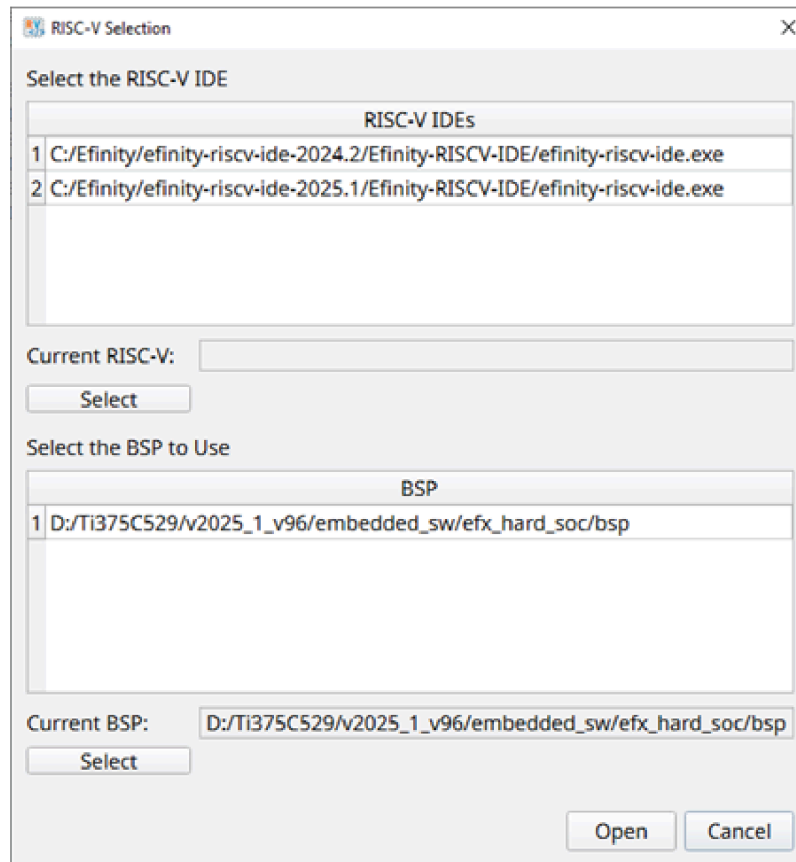 RISC-V Selection
Select the RISC-V IDE
RISC-V IDEs
1 C:/Efinity/efinity-riscv-ide-2024.2/Efinity-RISCV-IDE/efinity-riscv-ide.exe
2 C:/Efinity/efinity-riscv-ide-2025.1/Efinity-RISCV-IDE/efinity-riscv-ide.exe
Current RISC-V:
Select
Select the BSP to Use
BSP
1 D:/Ti375C529/v2025_1_v96/embedded_sw/efx_hard_soc/bsp
Current BSP: D:/Ti375C529/v2025_1_v96/embedded_sw/efx_hard_soc/bsp
Select
Open Cancel